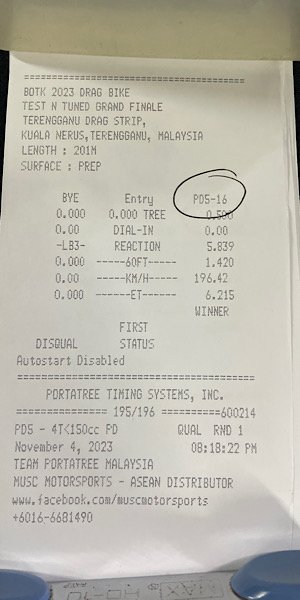 ========================================
BOTK 2023 DRAG BIKE
TEST N TUNED GRAND FINALE
TERENGGANU DRAG STRIP,
KUALA NERUS,TERENGGANU, MALAYSIA
LENGTH : 201M
SURFACE : PREP
BYE Entry PD5-16
0.000 0.000 TREE 0.500
0.00 DIAL-IN 0.00
-LB3- REACTION 5.839
0.000 ------60FT------ 1.420
0.00 ------KM/H------ 196.42
0.000 ------ET------ 6.215
WINNER
FIRST
DISQUAL STATUS
Autostart Disabled
========================================
PORTATREE TIMING SYSTEMS, INC.
=============== 195/196 ==========600214
PD5 - 4T<150cc PD QUAL RND 1
November 4, 2023 08:18:22 PM
TEAM PORTATREE MALAYSIA
MUSC MOTORSPORTS - ASEAN DISTRIBUTOR
www.facebook.com/muscmotorsports
+6016-6681490